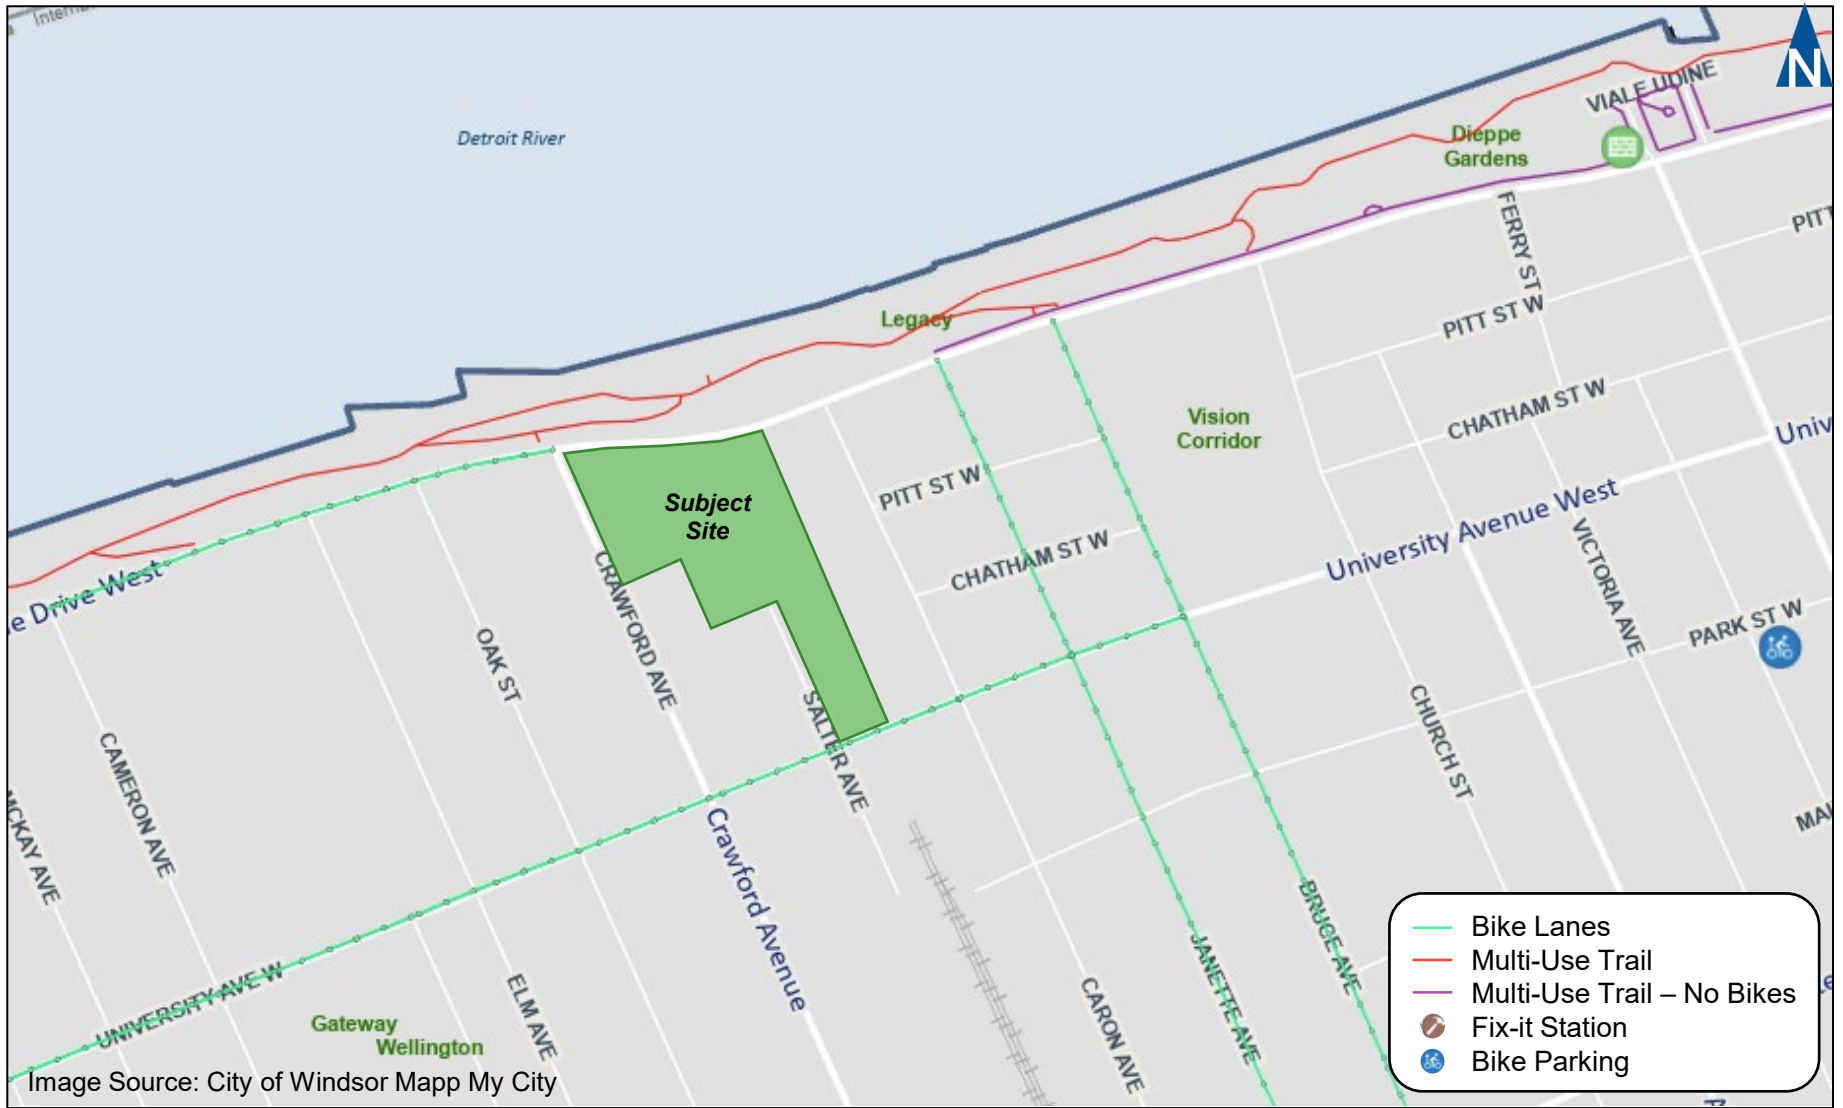 Detroit River
N
VIALE UDINE
Dieppe
Gardens
FERRY ST
PITT
Legacy
PITT ST W
Vision
Corridor
CHATHAM ST W
Univ
PITT ST W
Subject
Site
University Avenue West
CHATHAM ST W
VICTORIA AVE
e Drive West
CRAWFORD AVE
PARK ST W
OAK ST
SALTER AVE
CHURCH ST
CAMERON AVE
MCKAY AVE
Crawford Avenue
MAI
BRUCE AVE
JANETTE AVE
UNIVERSITY AVE W
ELM AVE
CARON AVE
Gateway
Wellington
Image Source: City of Windsor Mapp My City
Bike Lanes
Multi-Use Trail
Multi-Use Trail – No Bikes
Fix-it Station
Bike Parking